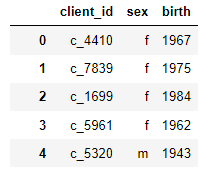 client_id sex birth
0 c_4410 f 1967
1 c_7839 f 1975
2 c_1699 f 1984
3 c_5961 f 1962
4 c_5320 m 1943